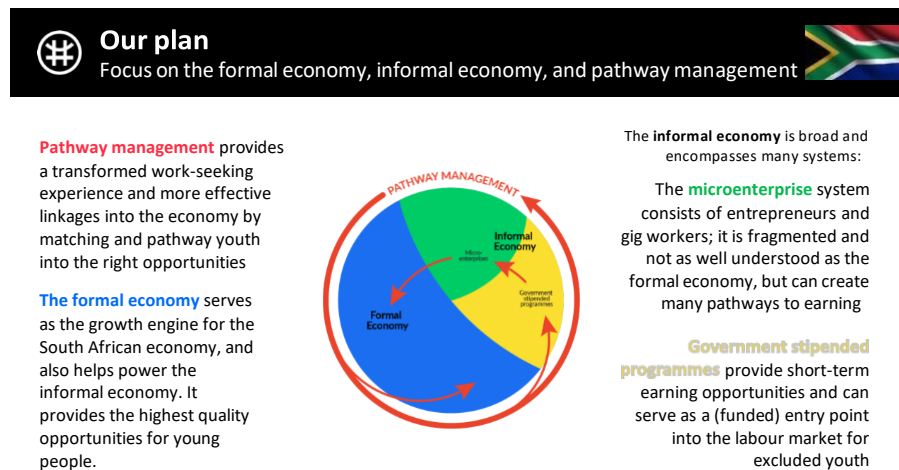 Our plan
Focus on the formal economy, informal economy, and pathway management
Pathway management provides
a transformed work-seeking
experience and more effective
linkages into the economy by
matching and pathway youth
into the right opportunities
The formal economy serves
as the growth engine for the
South African economy, and
also helps power the
informal economy. It
provides the highest quality
opportunities for young
people.
PATHWAY MANAGEMENT
Informal
Economy
Micro-
enterprises
Government
stipended
programmes
Formal
Economy
The informal economy is broad and
encompasses many systems:
The microenterprise system
consists of entrepreneurs and
gig workers; it is fragmented and
not as well understood as the
formal economy, but can create
many pathways to earning
Government stipended
programmes provide short-term
earning opportunities and can
serve as a (funded) entry point
into the labour market for
excluded youth